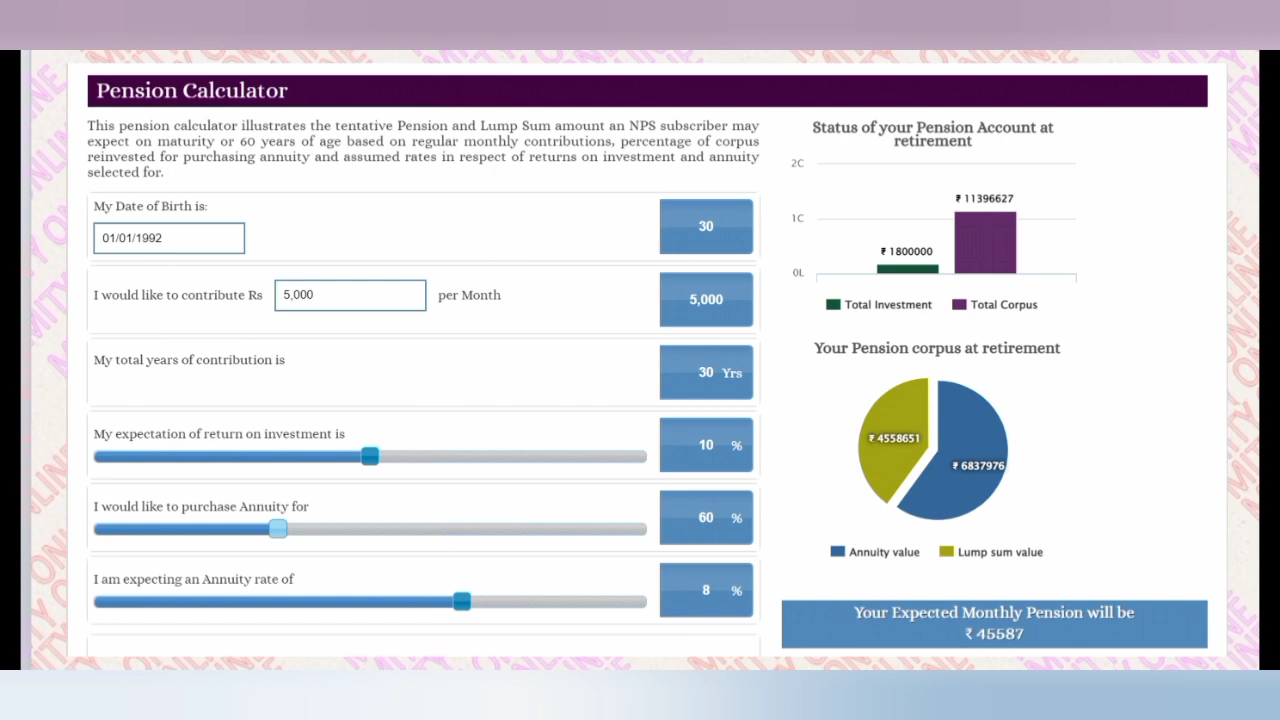 Pension Calculator
This pension calculator illustrates the tentative Pension and Lump Sum amount an NPS subscriber may
expect on maturity or 60 years of age based on regular monthly contributions, percentage of corpus
reinvested for purchasing annuity and assumed rates in respect of returns on investment and annuity
selected for.
My Date of Birth is:
01/01/1992
30
I would like to contribute Rs 5,000 per Month
5,000
My total years of contribution is
30 Yrs
My expectation of return on investment is
10 %
I would like to purchase Annuity for
60 %
I am expecting an Annuity rate of
8 %
Status of your Pension Account at
retirement
2C
₹ 11396627
1C
₹ 1800000
0L
Total Investment Total Corpus
Your Pension corpus at retirement
₹ 4558651
₹ 6837976
Annuity value Lump sum value
Your Expected Monthly Pension will be
₹ 45587
MITY ONLINE